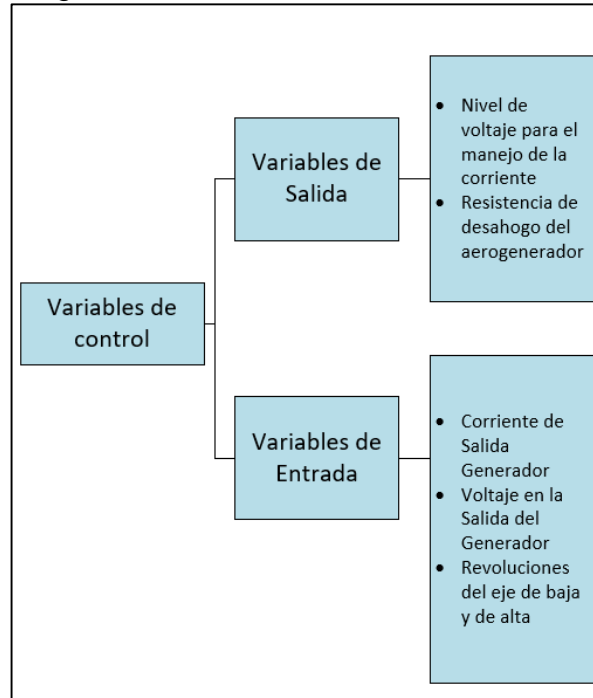 Variables de
control
Variables de
Salida
• Nivel de
voltaje para el
manejo de la
corriente
• Resistencia de
desahogo del
aerogenerador
Variables de
Entrada
• Corriente de
Salida
Generador
• Voltaje en la
Salida del
Generador
• Revoluciones
del eje de baja
y de alta